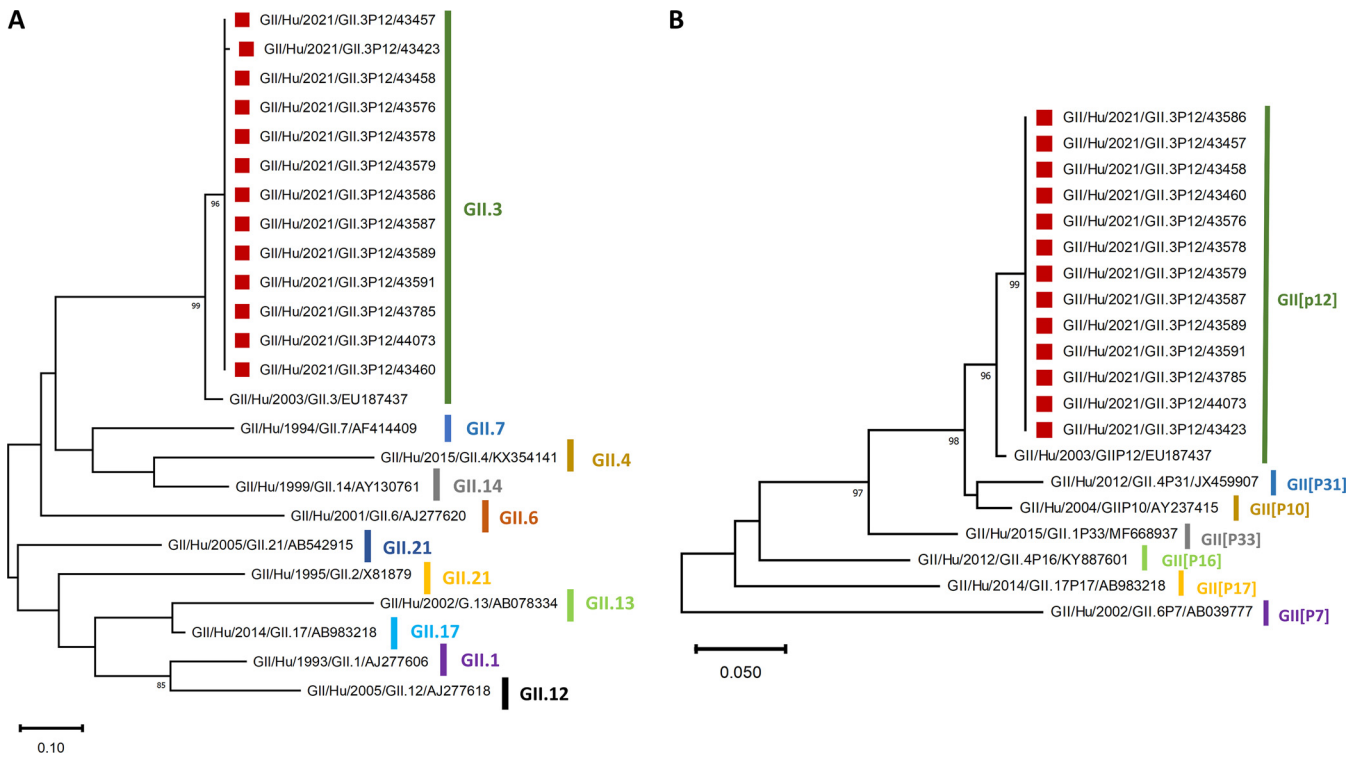 A
GII/Hu/2021/GII.3P12/43457
GII/Hu/2021/GII.3P12/43423
GII/Hu/2021/GII.3P12/43458
GII/Hu/2021/GII.3P12/43576
GII/Hu/2021/GII.3P12/43578
GII/Hu/2021/GII.3P12/43579
GII/Hu/2021/GII.3P12/43586
96
GII.3
GII/Hu/2021/GII.3P12/43587
GII/Hu/2021/GII.3P12/43589
GII/Hu/2021/GII.3P12/43591
99
GII/Hu/2021/GII.3P12/43785
GII/Hu/2021/GII.3P12/44073
GII/Hu/2021/GII.3P12/43460
GII/Hu/2003/GII.3/EU187437
GII/Hu/1994/GII.7/AF414409 GII.7
GII/Hu/2015/GII.4/KX354141 GII.4
GII/Hu/1999/GII.14/AY130761 GII.14
GII/Hu/2001/GII.6/AJ277620 GII.6
GII/Hu/2005/GII.21/AB542915 GII.21
GII/Hu/1995/GII.2/X81879 GII.21
GII/Hu/2002/G.13/AB078334 GII.13
GII/Hu/2014/GII.17/AB983218 GII.17
GII/Hu/1993/GII.1/AJ277606 GII.1
85
GII/Hu/2005/GII.12/AJ277618 GII.12
0.10
B
GII/Hu/2021/GII.3P12/43586
GII/Hu/2021/GII.3P12/43457
GII/Hu/2021/GII.3P12/43458
GII/Hu/2021/GII.3P12/43460
GII/Hu/2021/GII.3P12/43576
GII/Hu/2021/GII.3P12/43578
GII/Hu/2021/GII.3P12/43579
99
GII/Hu/2021/GII.3P12/43587
GII[p12]
GII/Hu/2021/GII.3P12/43589
GII/Hu/2021/GII.3P12/43591
96
GII/Hu/2021/GII.3P12/43785
GII/Hu/2021/GII.3P12/44073
GII/Hu/2021/GII.3P12/43423
98
GII/Hu/2003/GIIP12/EU187437
GII/Hu/2012/GII.4P31/JX459907 GII[P31]
97
GII/Hu/2004/GIIP10/AY237415 GII[P10]
GII/Hu/2015/GII.1P33/MF668937 GII[P33]
GII/Hu/2012/GII.4P16/KY887601 GII[P16]
GII/Hu/2014/GII.17P17/AB983218 GII[P17]
GII/Hu/2002/GII.6P7/AB039777 GII[P7]
0.050